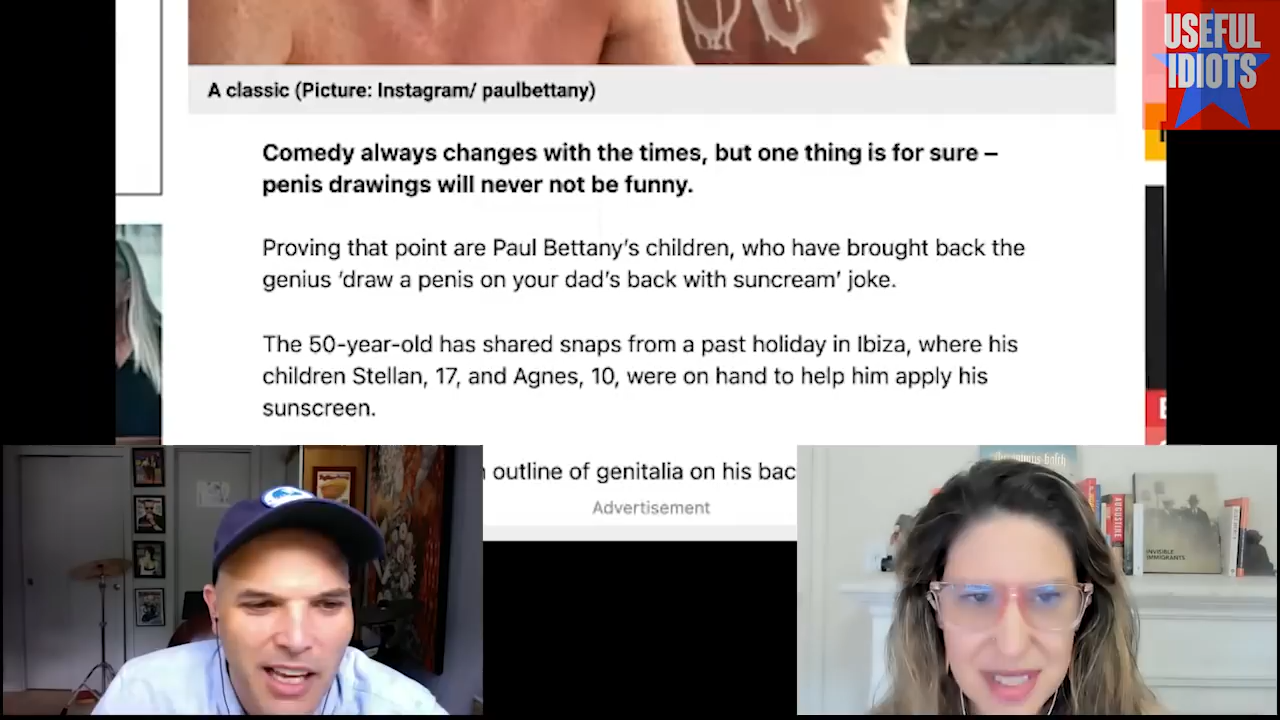 USEFUL
IDIOTS
A classic (Picture: Instagram/ paulbettany)
Comedy always changes with the times, but one thing is for sure –
penis drawings will never not be funny.
Proving that point are Paul Bettany’s children, who have brought back the
genius ‘draw a penis on your dad’s back with suncream’ joke.
The 50-year-old has shared snaps from a past holiday in Ibiza, where his
children Stellan, 17, and Agnes, 10, were on hand to help him apply his
sunscreen.
outline of genitalia on his bac
Advertisement
AUGUSTINE
INVISIBLE
IMMIGRANTS